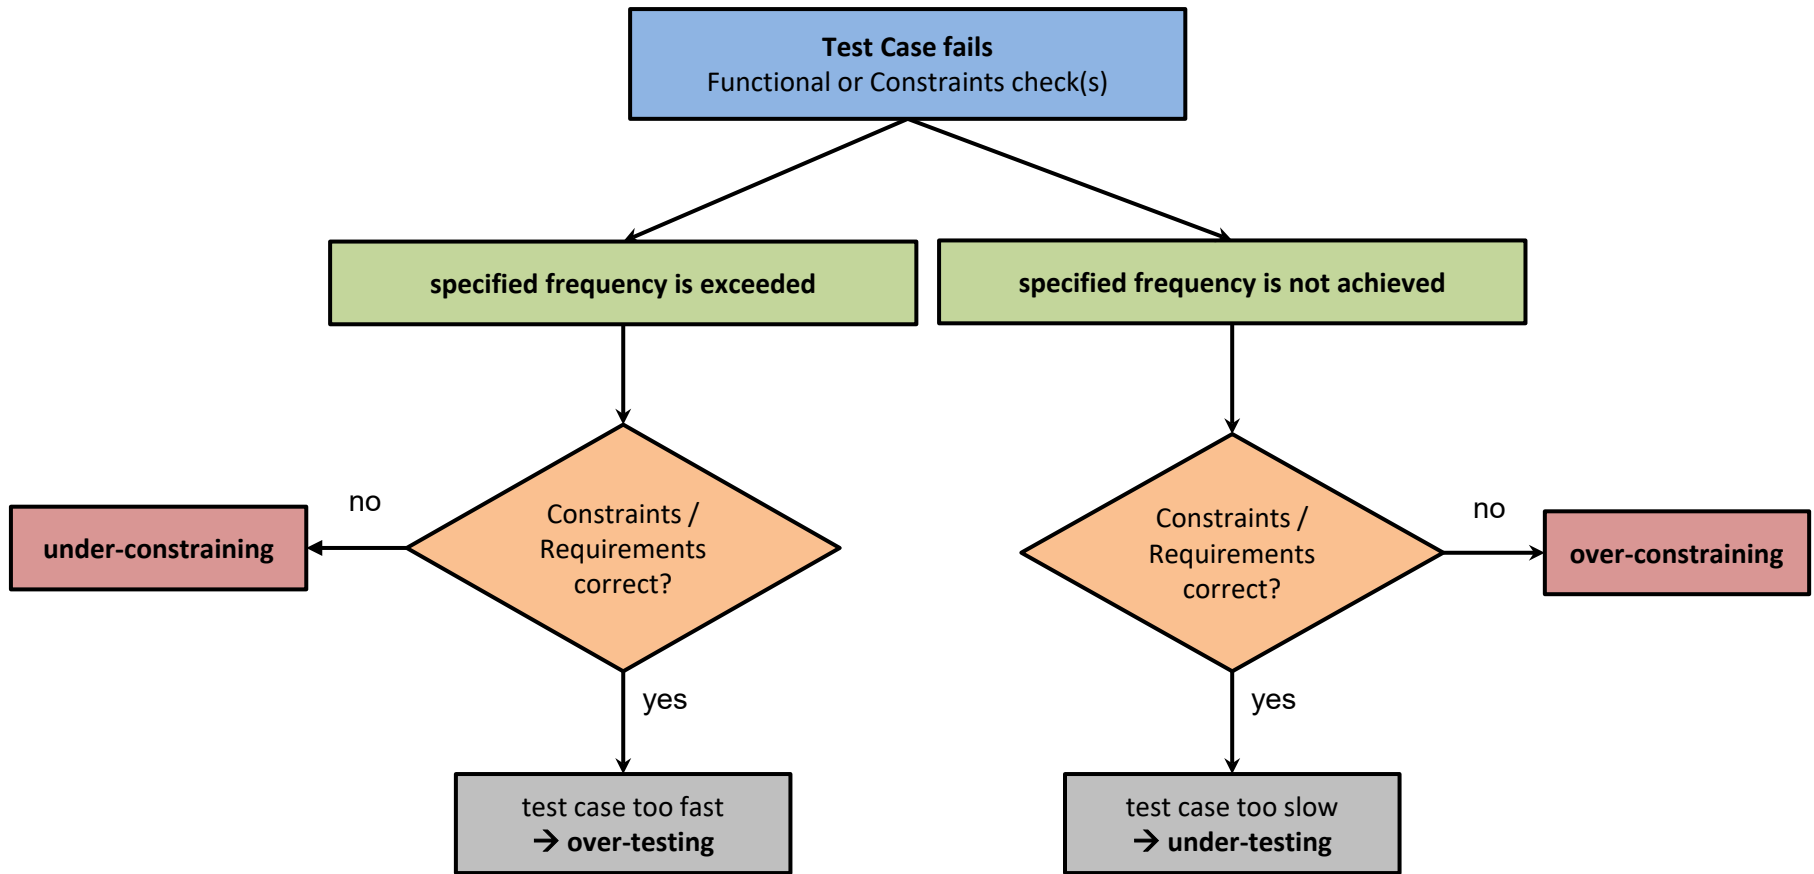 Test Case fails
Functional or Constraints check(s)
specified frequency is exceeded
specified frequency is not achieved
no
Constraints /
Requirements
correct?
under-constraining
yes
test case too fast
→ over-testing
Constraints /
Requirements
correct?
no
over-constraining
yes
test case too slow
→ under-testing